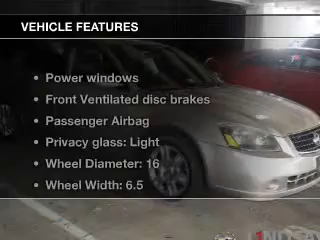 VEHICLE FEATURES
• Power windows
• Front Ventilated disc brakes
• Passenger Airbag
• Privacy glass: Light
• Wheel Diameter: 16
• Wheel Width: 6.5